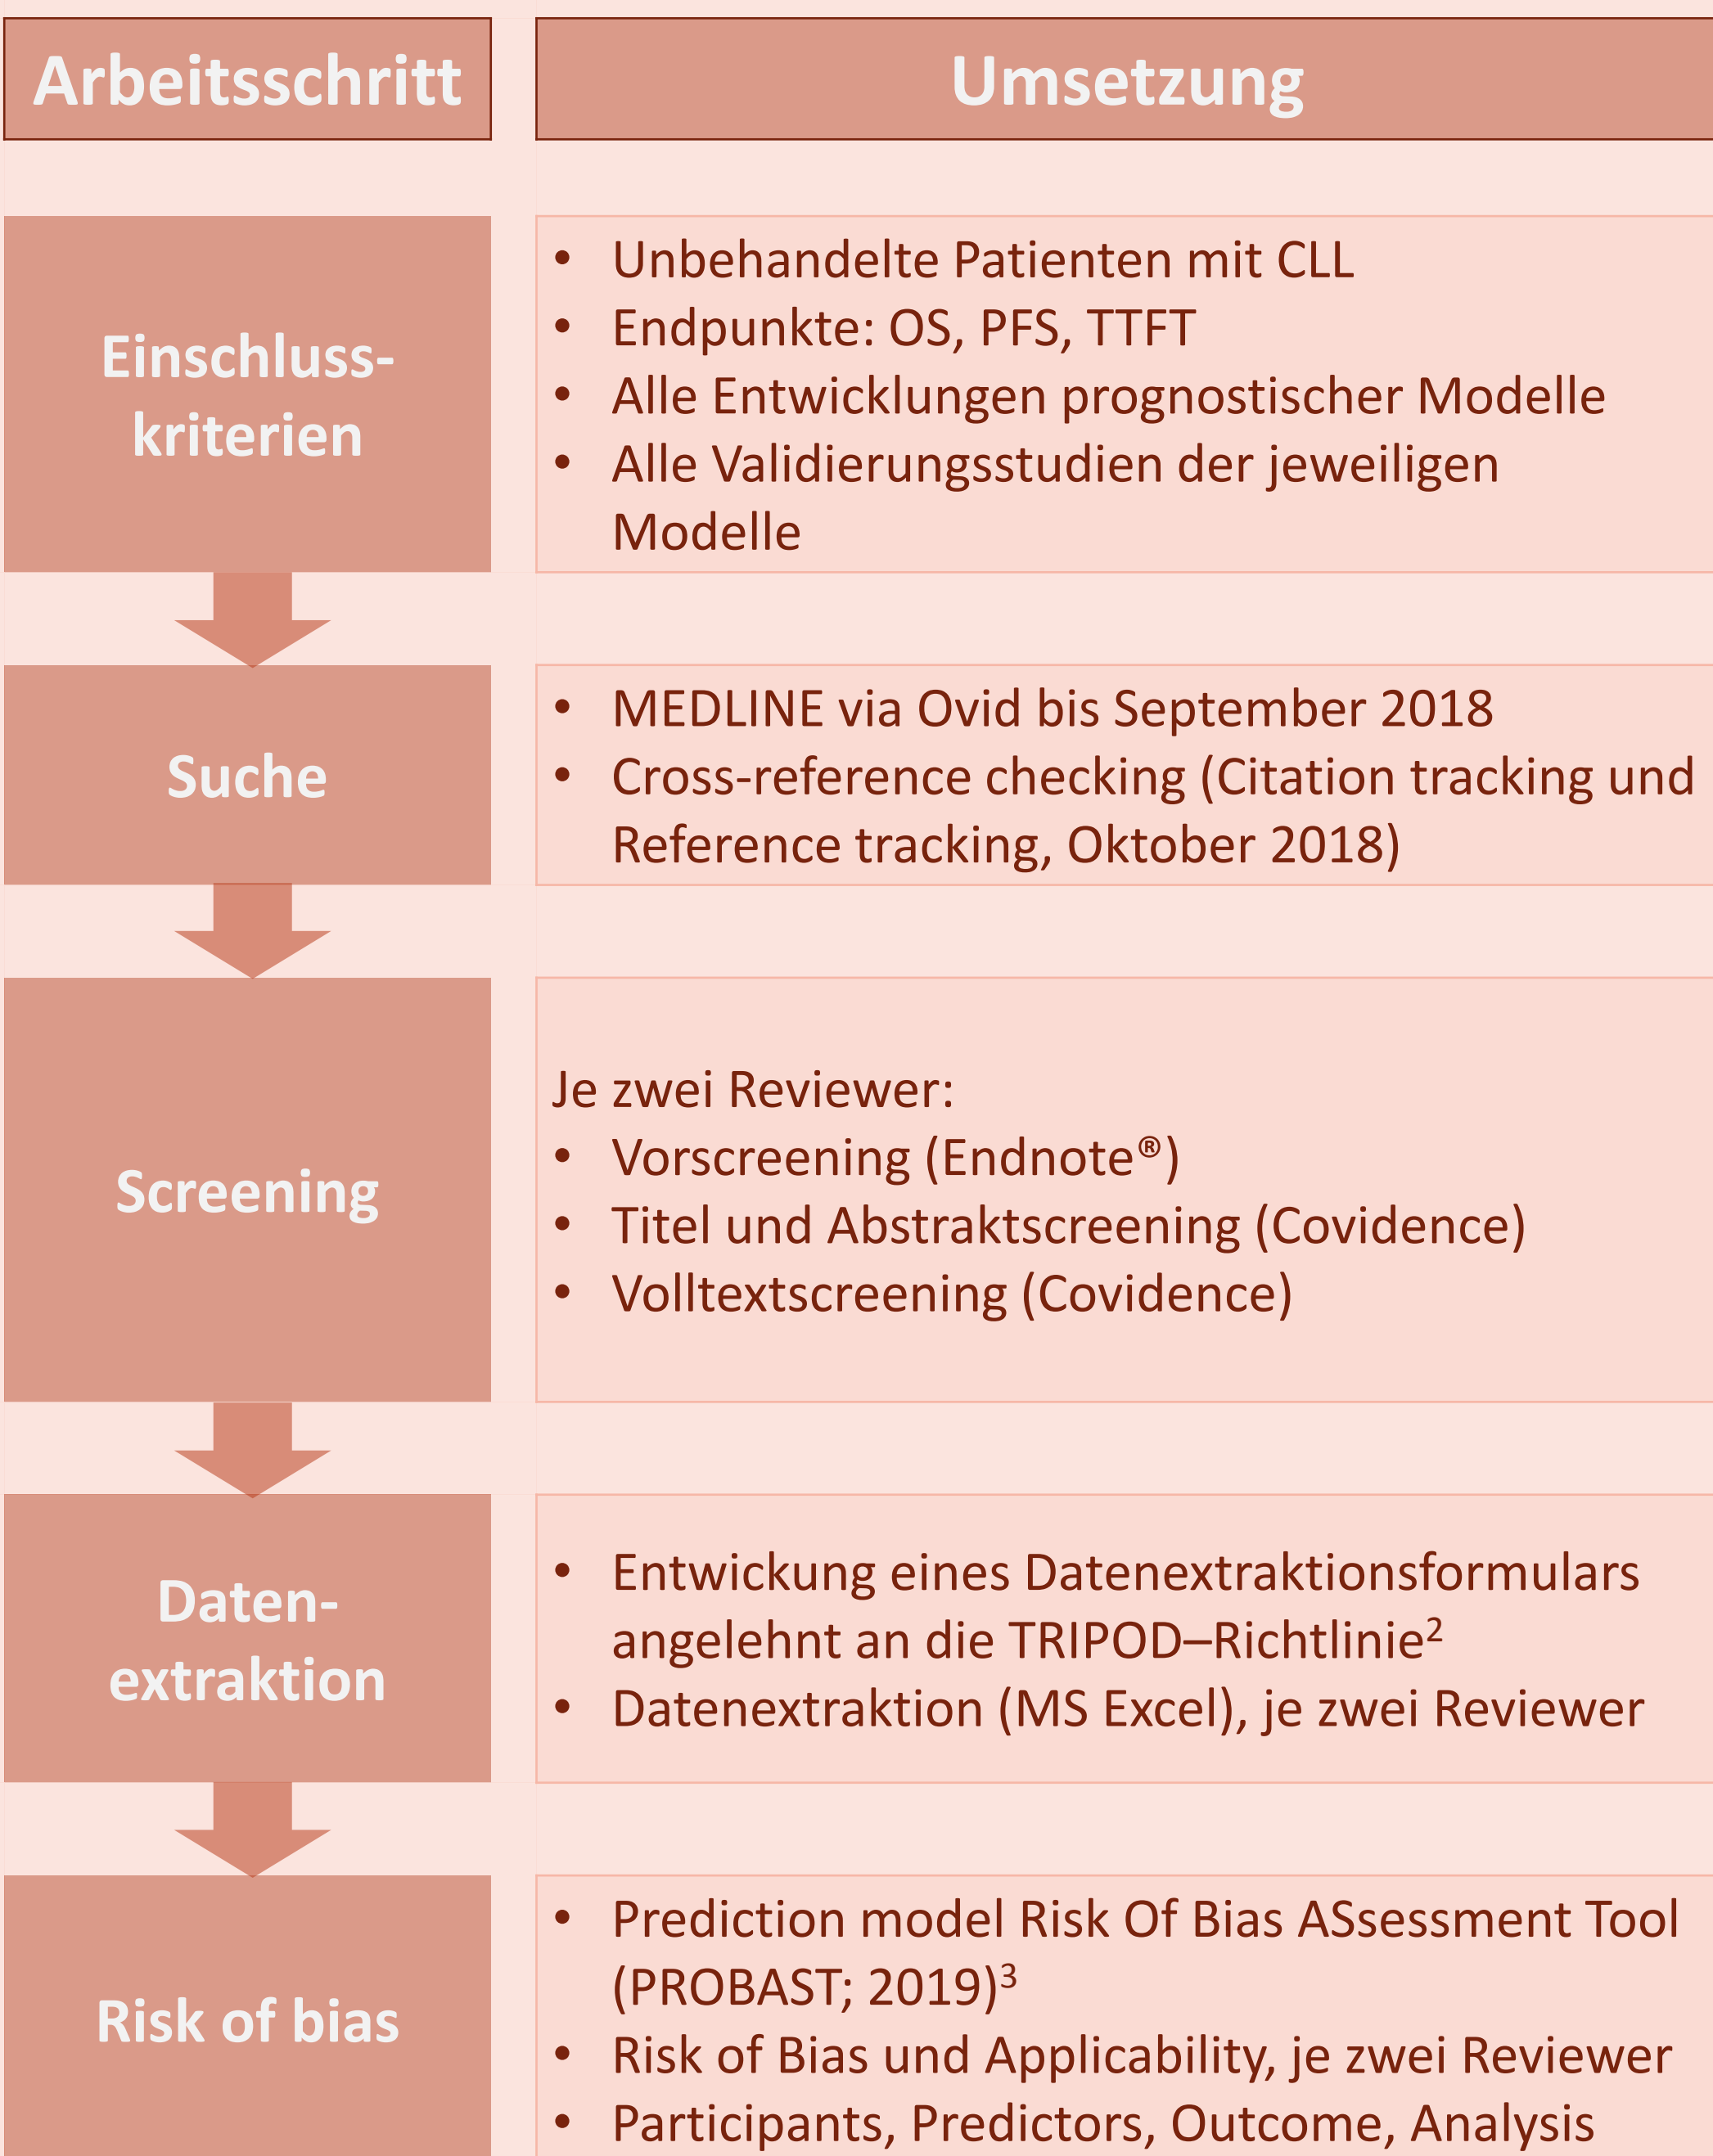 Arbeitsschritt
Umsetzung
Einschluss-
kriterien
• Unbehandelte Patienten mit CLL
• Endpunkte: OS, PFS, TTFT
• Alle Entwicklungen prognostischer Modelle
• Alle Validierungsstudien der jeweiligen
Modelle
Suche
• MEDLINE via Ovid bis September 2018
• Cross-reference checking (Citation tracking und
Reference tracking, Oktober 2018)
Screening
Je zwei Reviewer:
• Vorscreening (Endnote®)
• Titel und Abstraktscreening (Covidence)
• Volltextscreening (Covidence)
Daten-
extraktion
• Entwickung eines Datenextraktionsformulars
angelehnt an die TRIPOD–Richtlinie²
• Datenextraktion (MS Excel), je zwei Reviewer
Risk of bias
• Prediction model Risk Of Bias ASsessment Tool
(PROBAST; 2019)³
• Risk of Bias und Applicability, je zwei Reviewer
• Participants, Predictors, Outcome, Analysis